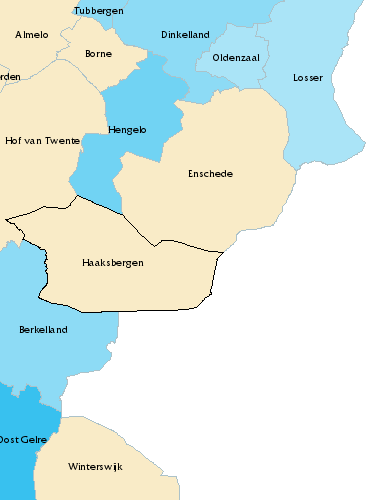 Tubbergen
Almelo
Dinkelland
Borne
Oldenzaal
rden
Losser
Hengelo
Hof van Twente
Enschede
Haaksbergen
Berkelland
Oost Gelre
Winterswijk